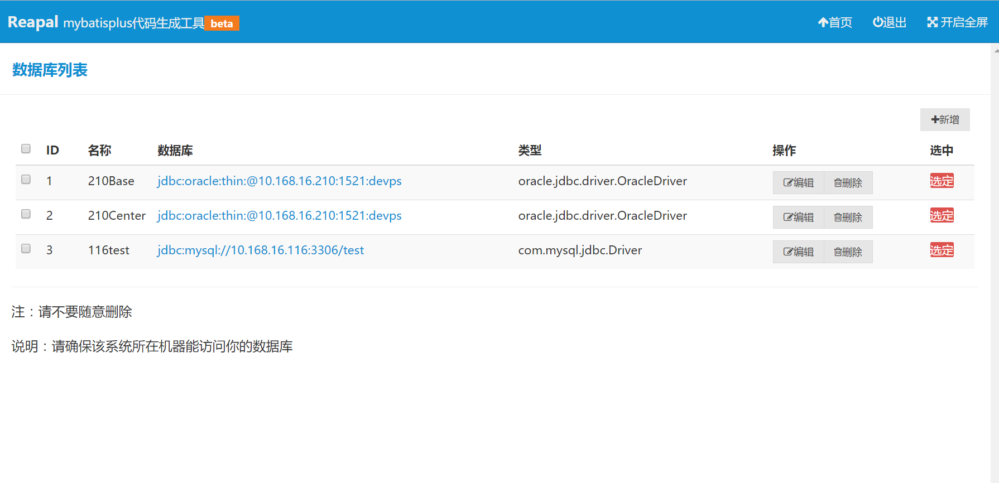 Reapal mybatisplus代码生成工具 beta 首页 退出 开启全屏
数据库列表
新增
ID 名称 数据库 类型 操作 选中
1 210Base jdbc:oracle:thin:@10.168.16.210:1521:devps oracle.jdbc.driver.OracleDriver 编辑 删除 选定
2 210Center jdbc:oracle:thin:@10.168.16.210:1521:devps oracle.jdbc.driver.OracleDriver 编辑 删除 选定
3 116test jdbc:mysql://10.168.16.116:3306/test com.mysql.jdbc.Driver 编辑 删除 选定
注：请不要随意删除
说明：请确保该系统所在机器能访问你的数据库